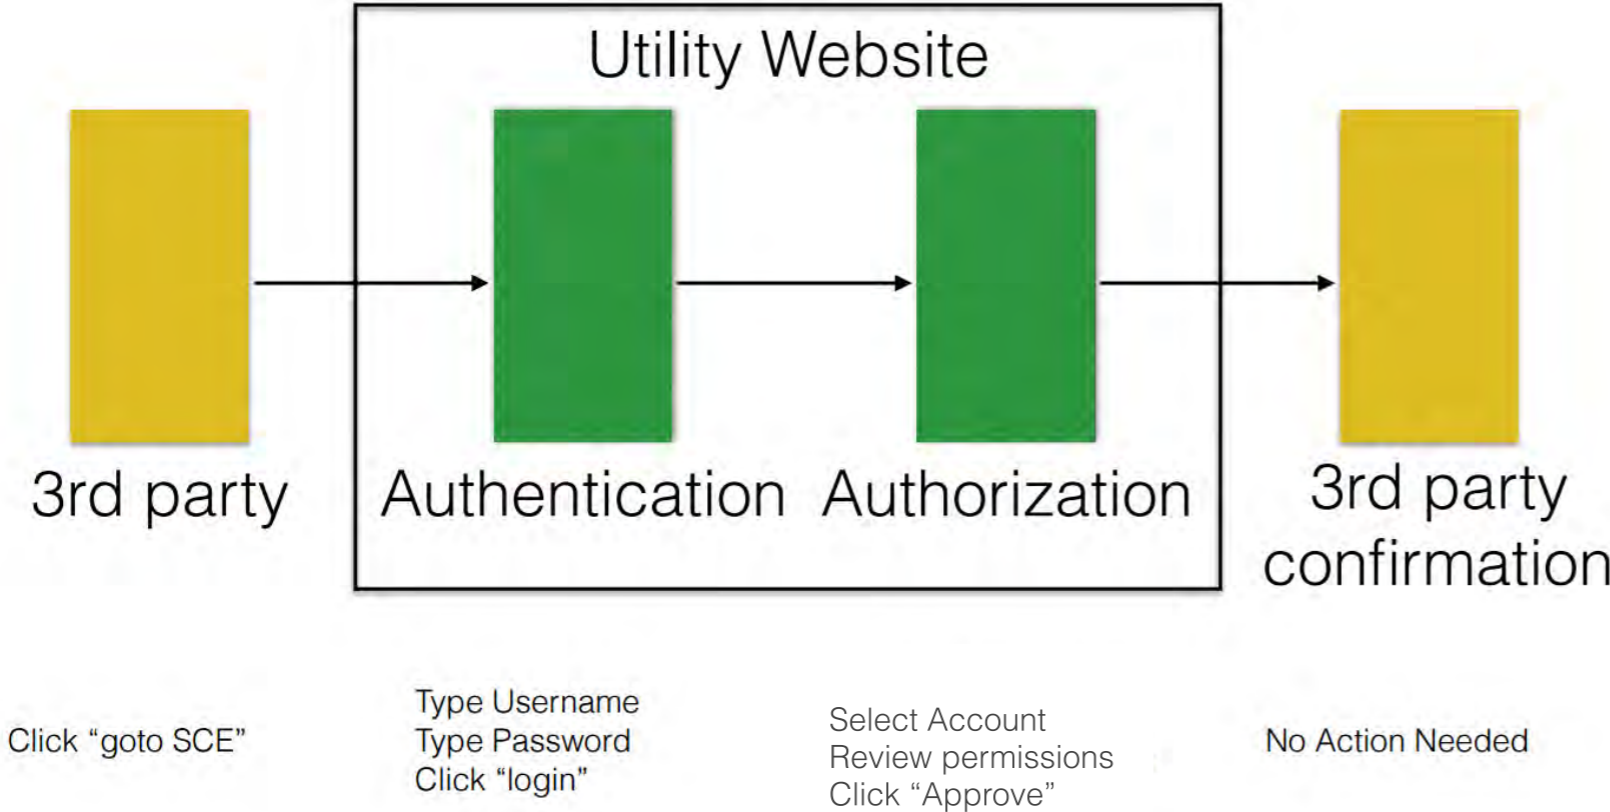 Utility Website
3rd party
Authentication
Authorization
3rd party
confirmation
Click “goto SCE”
Type Username
Type Password
Click “login”
Select Account
Review permissions
Click “Approve”
No Action Needed